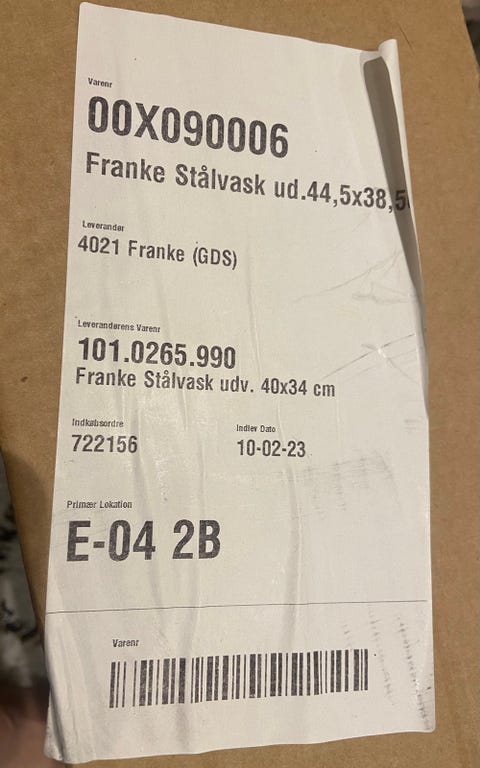 Varenr
00X090006
Franke Stålvask ud.44,5x38,5
Leverandør
4021 Franke (GDS)
Leverandørens Varenr
101.0265.990
Franke Stålvask udv. 40x34 cm
Indkøbsordre
Indlev Dato
722156
10-02-23
Primær Lokation
E-04 2B
Varenr